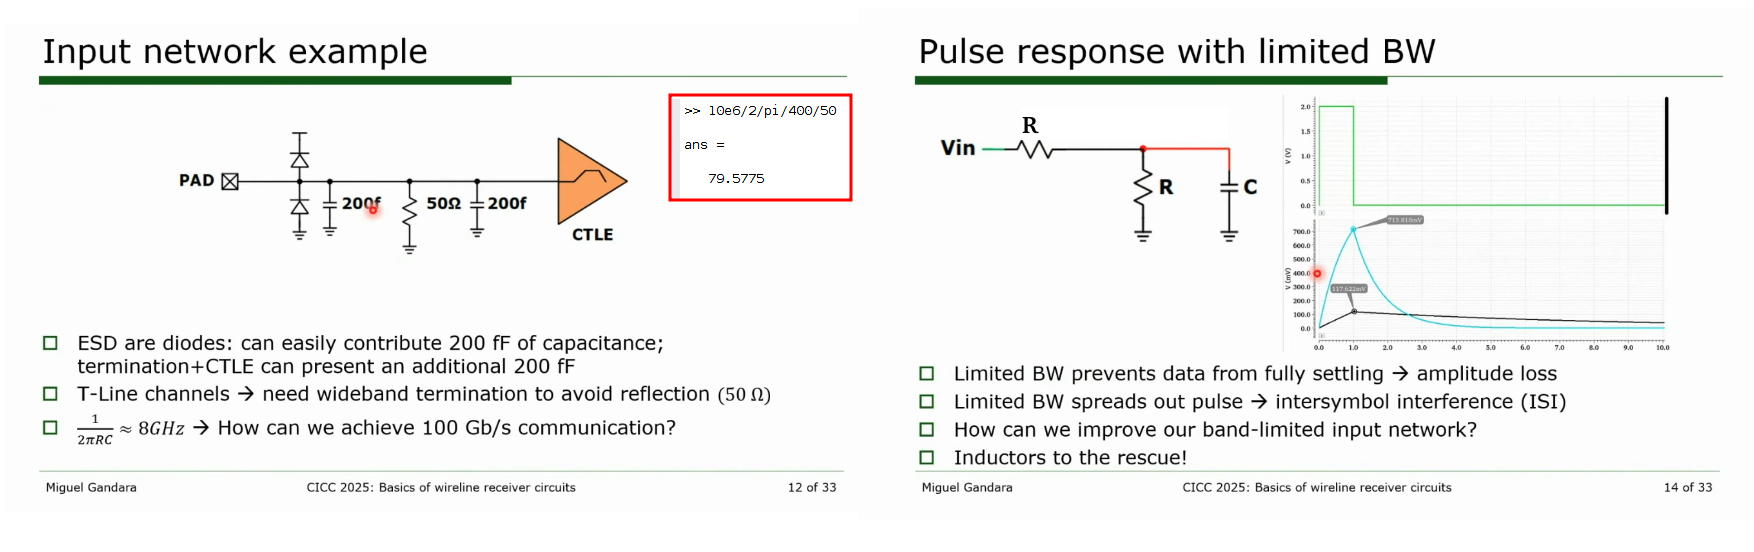 Input network example
>> 10e6/2/pi/400/50
ans =
79.5775
PAD
200f
50Ω
200f
CTLE
ESD are diodes: can easily contribute 200 fF of capacitance;
termination+CTLE can present an additional 200 fF
T-Line channels → need wideband termination to avoid reflection (50 Ω)
1/2πRC ≈ 8GHz → How can we achieve 100 Gb/s communication?
Miguel Gandara
CICC 2025: Basics of wireline receiver circuits
12 of 33
Pulse response with limited BW
Vin
R
R
C
2.0
1.5
1.0
0.5
0.0
V (V)
700.0
600.0
500.0
400.0
300.0
200.0
100.0
0.0
V (mV)
117.622mV
0.0 1.0 2.0 3.0 4.0 5.0 6.0 7.0 8.0 9.0 10.0
Limited BW prevents data from fully settling → amplitude loss
Limited BW spreads out pulse → intersymbol interference (ISI)
How can we improve our band-limited input network?
Inductors to the rescue!
Miguel Gandara
CICC 2025: Basics of wireline receiver circuits
14 of 33